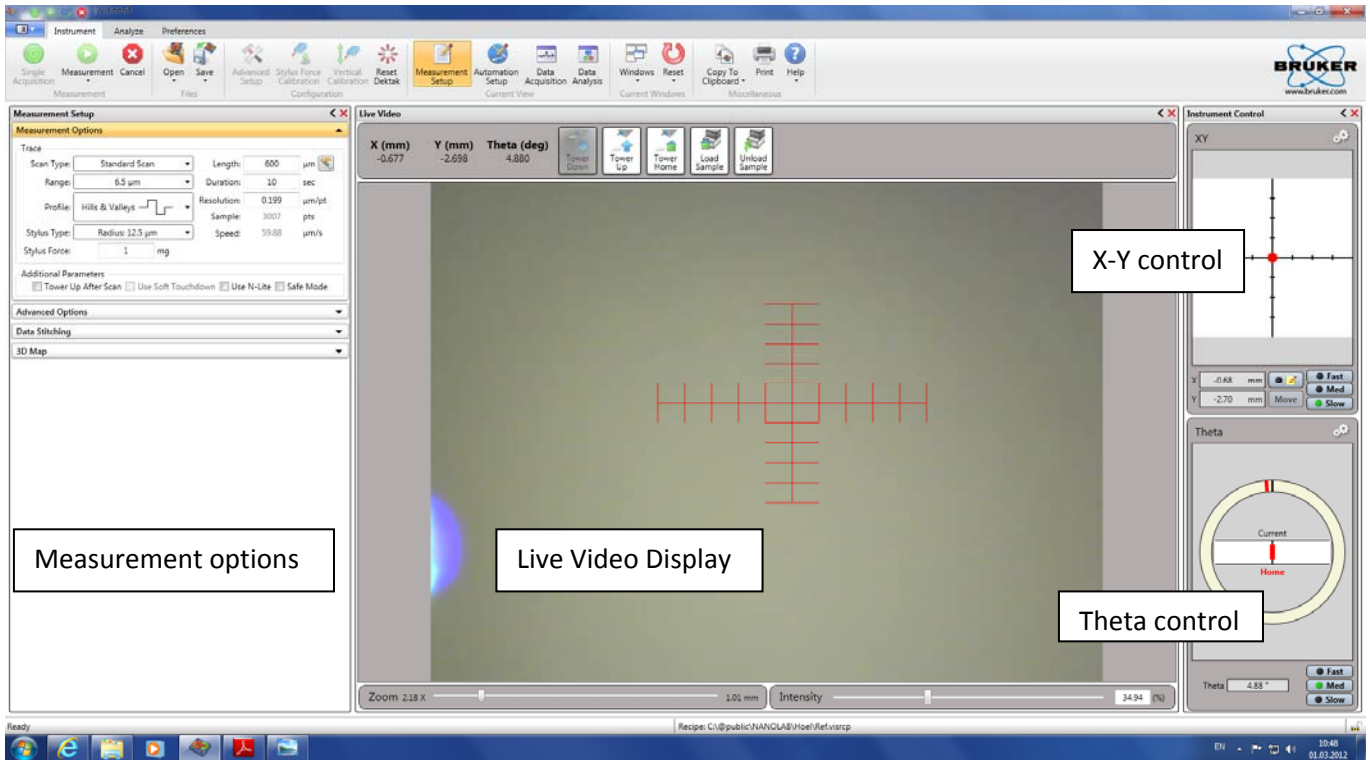 Vision64
Instrument Analyze Preferences
Single Acquisition Measurement Cancel Open Save Advanced Setup Stylus Force Calibration Vertical Calibration Reset Dektak Measurement Setup Automation Setup Data Acquisition Data Analysis Windows Reset Copy To Clipboard Print Help
Measurement Files Configuration Current View Current Windows Miscellaneous
BRUKER
www.bruker.com
Measurement Setup
Measurement Options
Trace
Scan Type: Standard Scan Length: 600 µm
Range: 6.5 µm Duration: 10 sec
Profile: Hills & Valleys Resolution: 0.199 µm/pt
Sample: 3007 pts
Stylus Type: Radius: 12.5 µm Speed: 59.88 µm/s
Stylus Force: 1 mg
Additional Parameters
Tower Up After Scan Use Soft Touchdown Use N-Lite Safe Mode
Advanced Options
Data Stitching
3D Map
Measurement options
Live Video
X (mm) Y (mm) Theta (deg)
-0.677 -2.698 4.880
Tower Down Tower Up Tower Home Load Sample Unload Sample
Live Video Display
Zoom 2.18 X 1.01 mm Intensity 34.94 (%)
Instrument Control
XY
X-Y control
X -0.68 mm Fast
Med
Y -2.70 mm Move Slow
Theta
Current
Home
Theta control
Fast
Theta 4.88 ° Med
Slow
Ready Recipe: C:\@public\NANOLAB\Hoel\Ref.visrcp
EN 10:48
01.03.2012